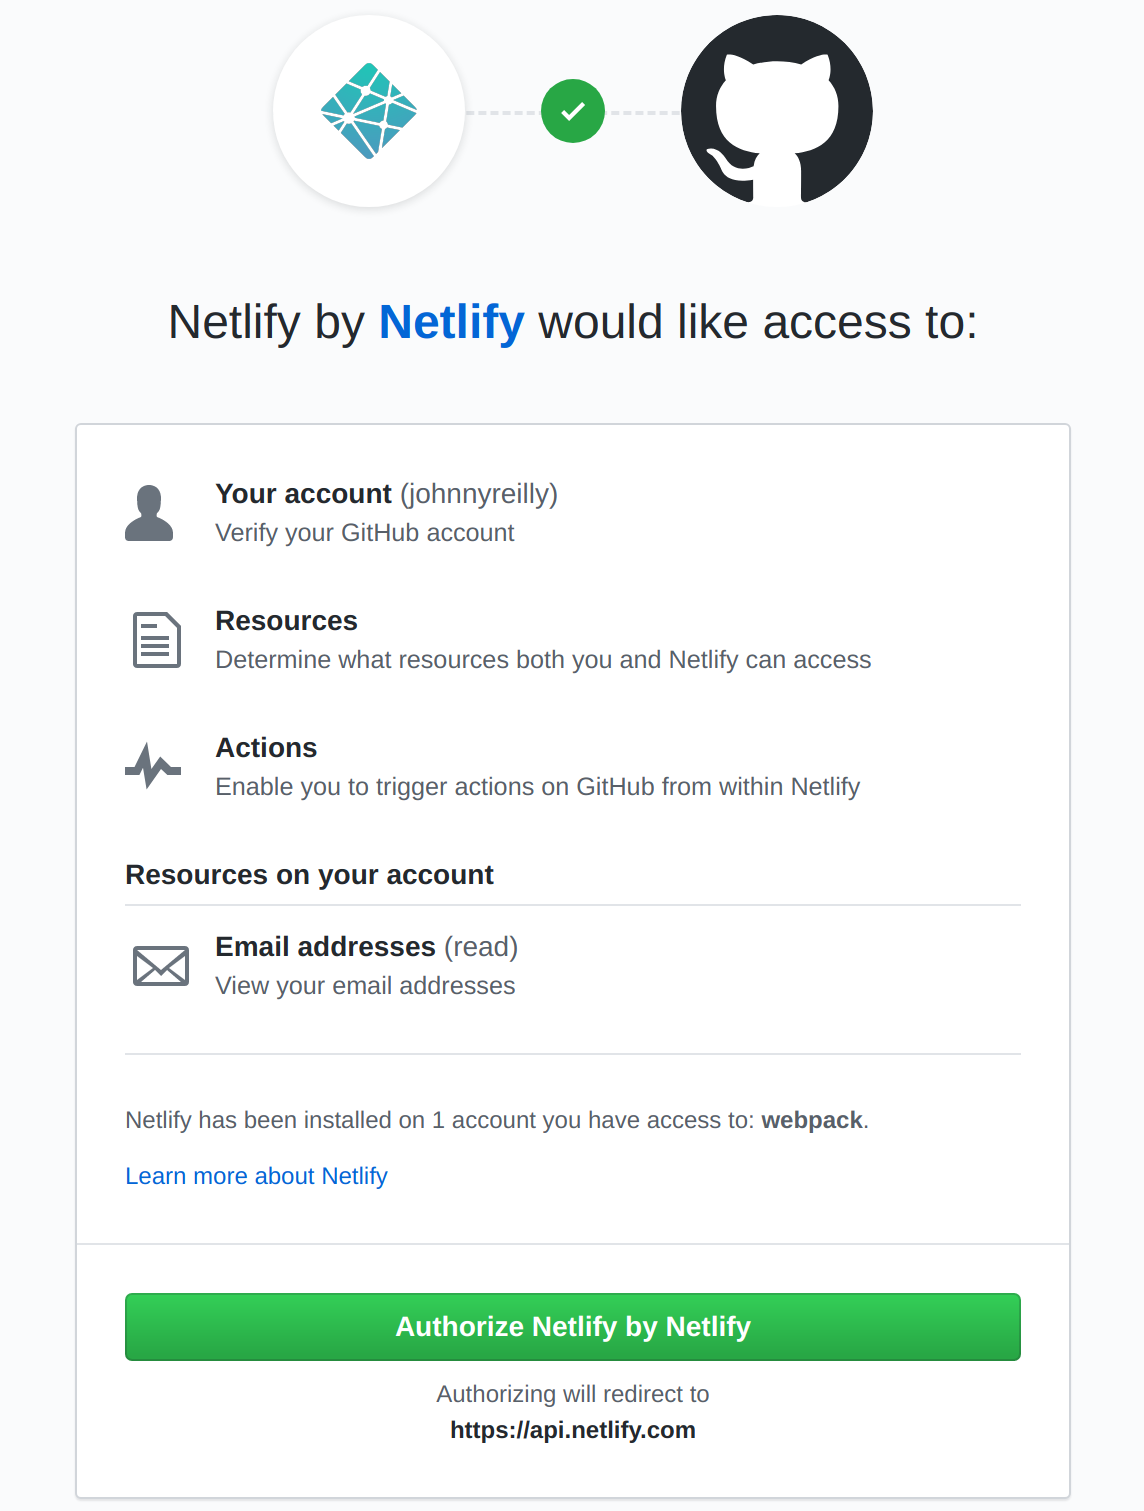 Netlify by Netlify would like access to:
Your account (johnnyreilly)
Verify your GitHub account
Resources
Determine what resources both you and Netlify can access
Actions
Enable you to trigger actions on GitHub from within Netlify
Resources on your account
Email addresses (read)
View your email addresses
Netlify has been installed on 1 account you have access to: webpack.
Learn more about Netlify
Authorize Netlify by Netlify
Authorizing will redirect to
https://api.netlify.com